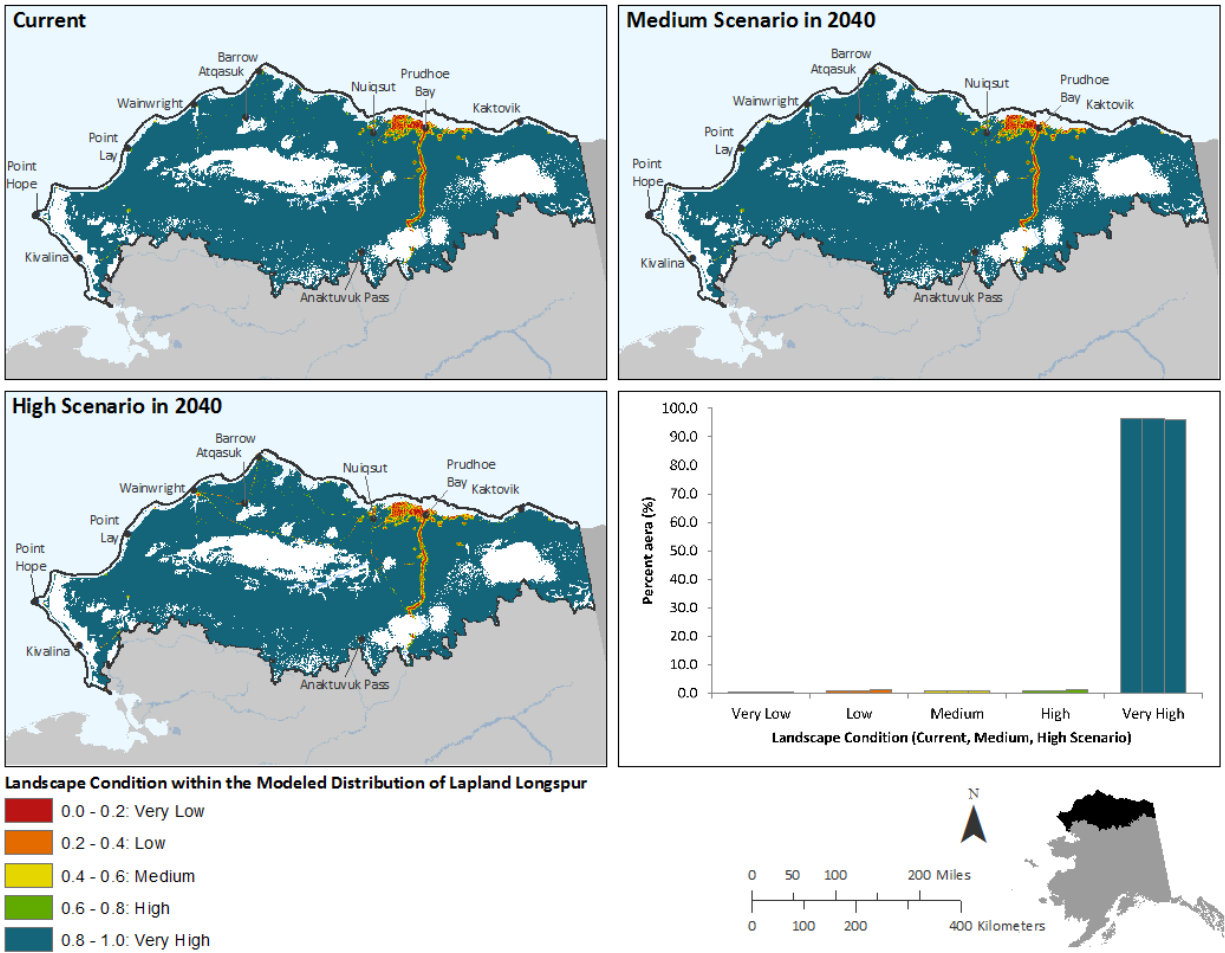 Current
Barrow
Atqasuk
Wainwright
Nuiqsut
Prudhoe
Bay
Kaktovik
Point
Lay
Point
Hope
Kivalina
Anaktuvuk Pass
Medium Scenario in 2040
Barrow
Atqasuk
Wainwright
Nuiqsut
Prudhoe
Bay
Kaktovik
Point
Lay
Point
Hope
Kivalina
Anaktuvuk Pass
High Scenario in 2040
Barrow
Atqasuk
Wainwright
Nuiqsut
Prudhoe
Bay
Kaktovik
Point
Lay
Point
Hope
Kivalina
Anaktuvuk Pass
Percent aera (%)
100.0
90.0
80.0
70.0
60.0
50.0
40.0
30.0
20.0
10.0
0.0
Very Low
Low
Medium
High
Very High
Landscape Condition (Current, Medium, High Scenario)
Landscape Condition within the Modeled Distribution of Lapland Longspur
0.0 - 0.2: Very Low
0.2 - 0.4: Low
0.4 - 0.6: Medium
0.6 - 0.8: High
0.8 - 1.0: Very High
N
0 50 100 200 Miles
0 100 200 400 Kilometers